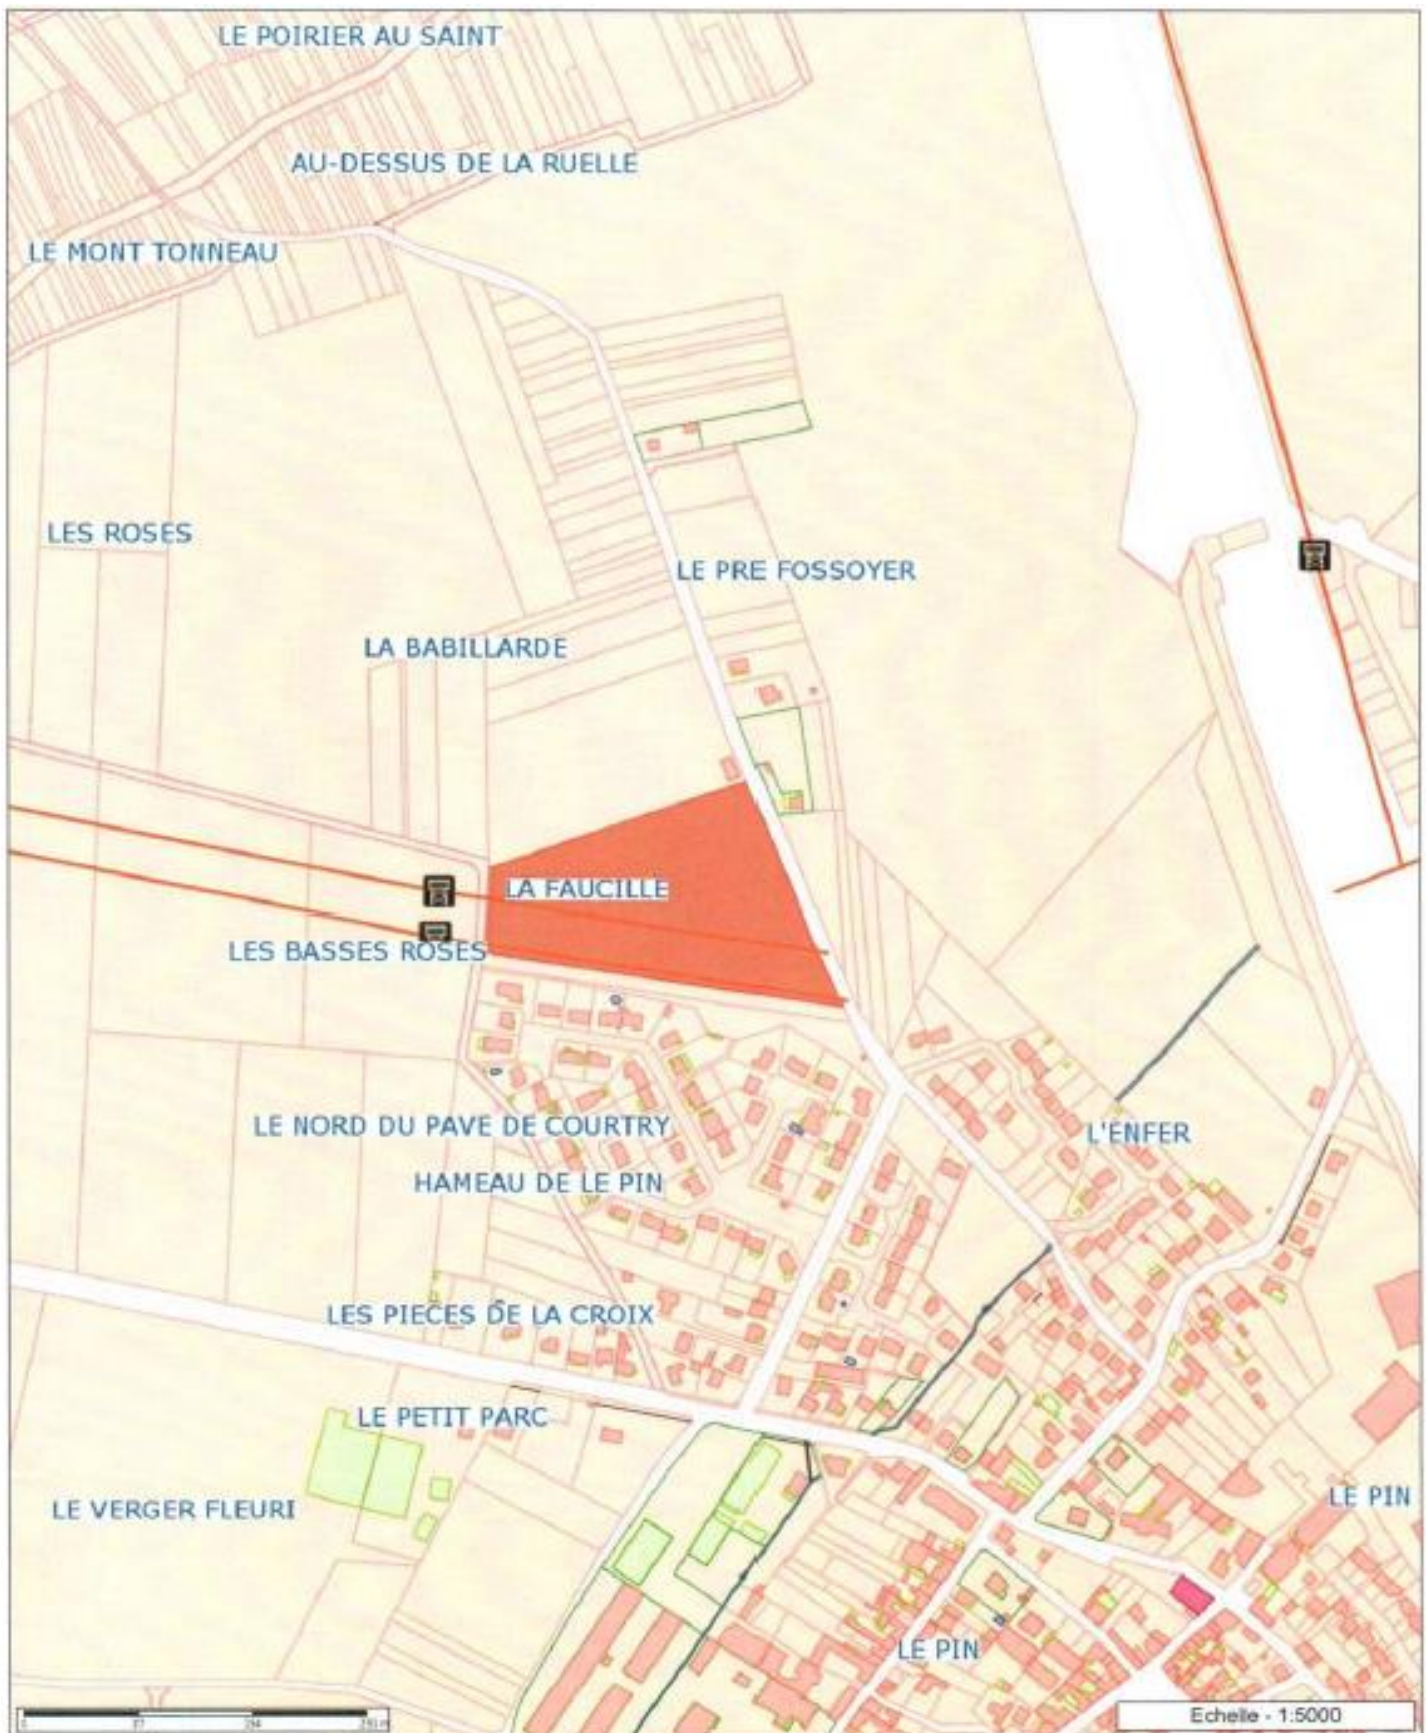 LE POIRIER AU SAINT
AU-DESSUS DE LA RUELLE
LE MONT TONNEAU
LES ROSES
LE PRE FOSSOYER
LA BABILLARDE
LA FAUCILLE
LES BASSES ROSES
LE NORD DU PAVE DE COURTRY
L'ENFER
HAMEAU DE LE PIN
LES PIECES DE LA CROIX
LE PETIT PARC
LE VERGER FLEURI
LE PIN
LE PIN
Echelle - 1:5000